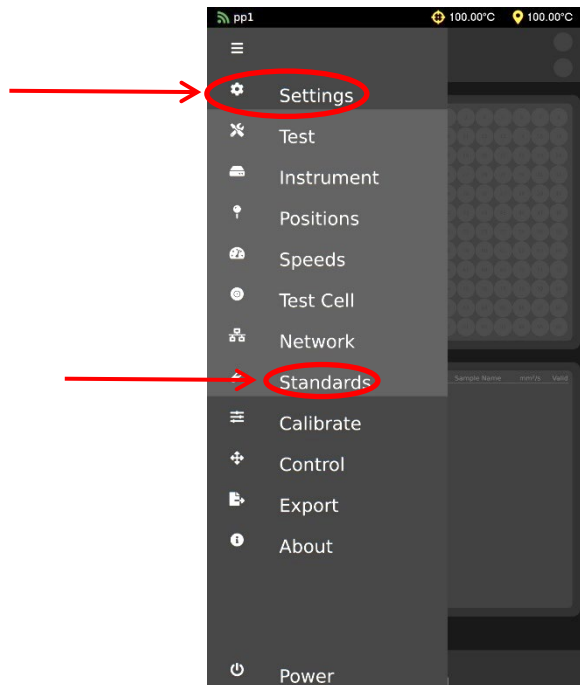 pp1 100.00°C 100.00°C
Settings
Test
Instrument
Positions
Speeds
Test Cell
Network
Standards
Sample Name mm²/s Valid
Calibrate
Control
Export
About
Power